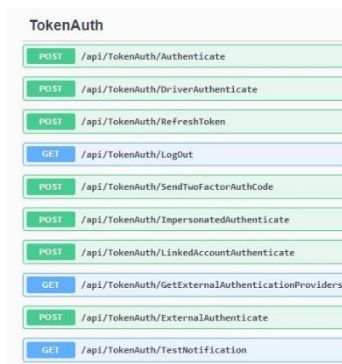 TokenAuth
POST /api/TokenAuth/Authenticate
POST /api/TokenAuth/DriverAuthenticate
POST /api/TokenAuth/RefreshToken
GET /api/TokenAuth/LogOut
POST /api/TokenAuth/SendTwoFactorAuthCode
POST /api/TokenAuth/ImpersonatedAuthenticate
POST /api/TokenAuth/LinkedAccountAuthenticate
GET /api/TokenAuth/GetExternalAuthenticationProviders
POST /api/TokenAuth/ExternalAuthenticate
GET /api/TokenAuth/TestNotification